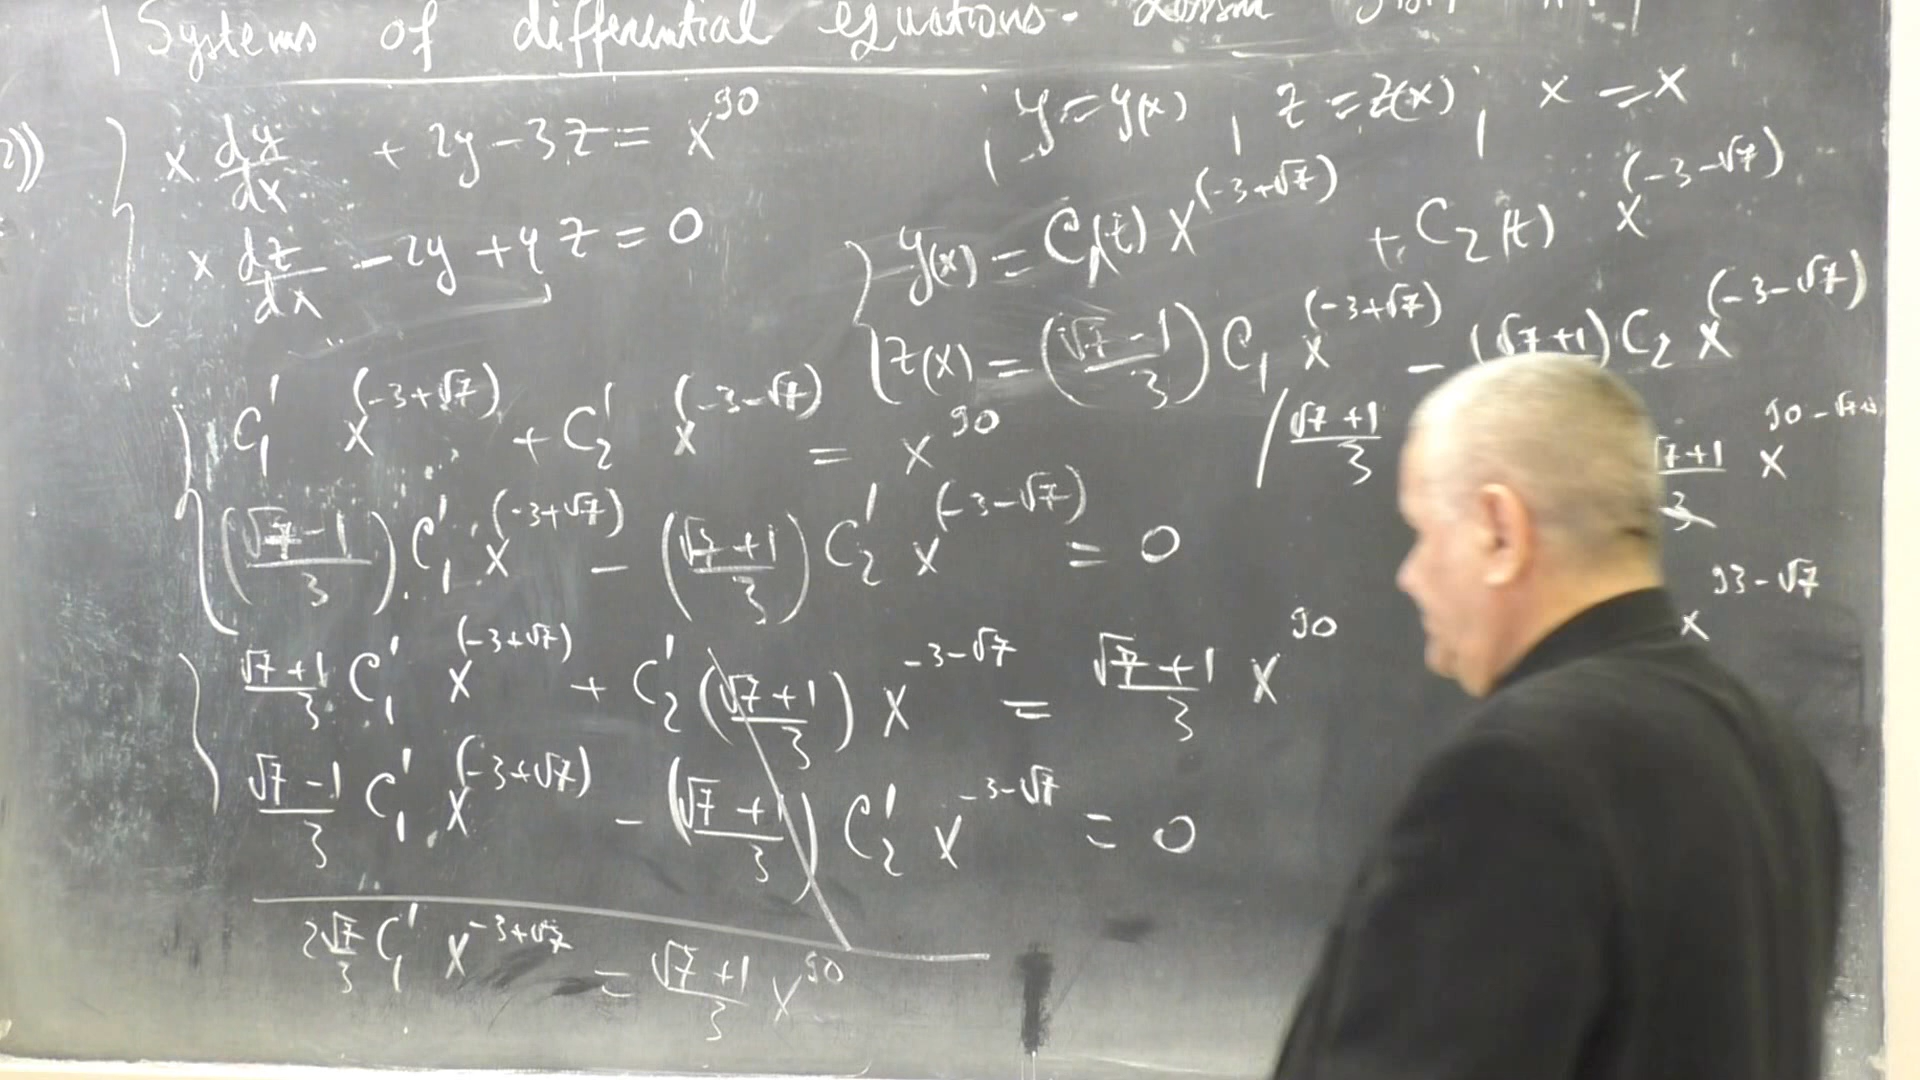 Systems of differential equations.
2))
x dy/dx + 2y - 3z = x^90 , y = y(x) , z = z(x) , x = x
x dz/dx - 2y + 4z = 0
y(x) = C₁(t) x^(-3+√7) + C₂(t) x^(-3-√7)
z(x) = (√7-1 / 3) C₁ x^(-3+√7) - (√7+1) C₂ x^(-3-√7)
C₁' x^(-3+√7) + C₂' x^(-3-√7) = x^90
(√7-1 / 3) C₁' x^(-3+√7) - (√7+1 / 3) C₂' x^(-3-√7) = 0
√7+1 / 3 C₁' x^(-3+√7) + C₂' (√7+1 / 3) x^-3-√7 = √7+1 / 3 x^90
√7-1 / 3 C₁' x^(-3+√7) - (√7+1 / 3) C₂' x^-3-√7 = 0
2√7 / 3 C₁' x^-3+√7 = √7+1 / 3 x^90
√7+1 / 3
√7+1 / 3 x
x^93-√7